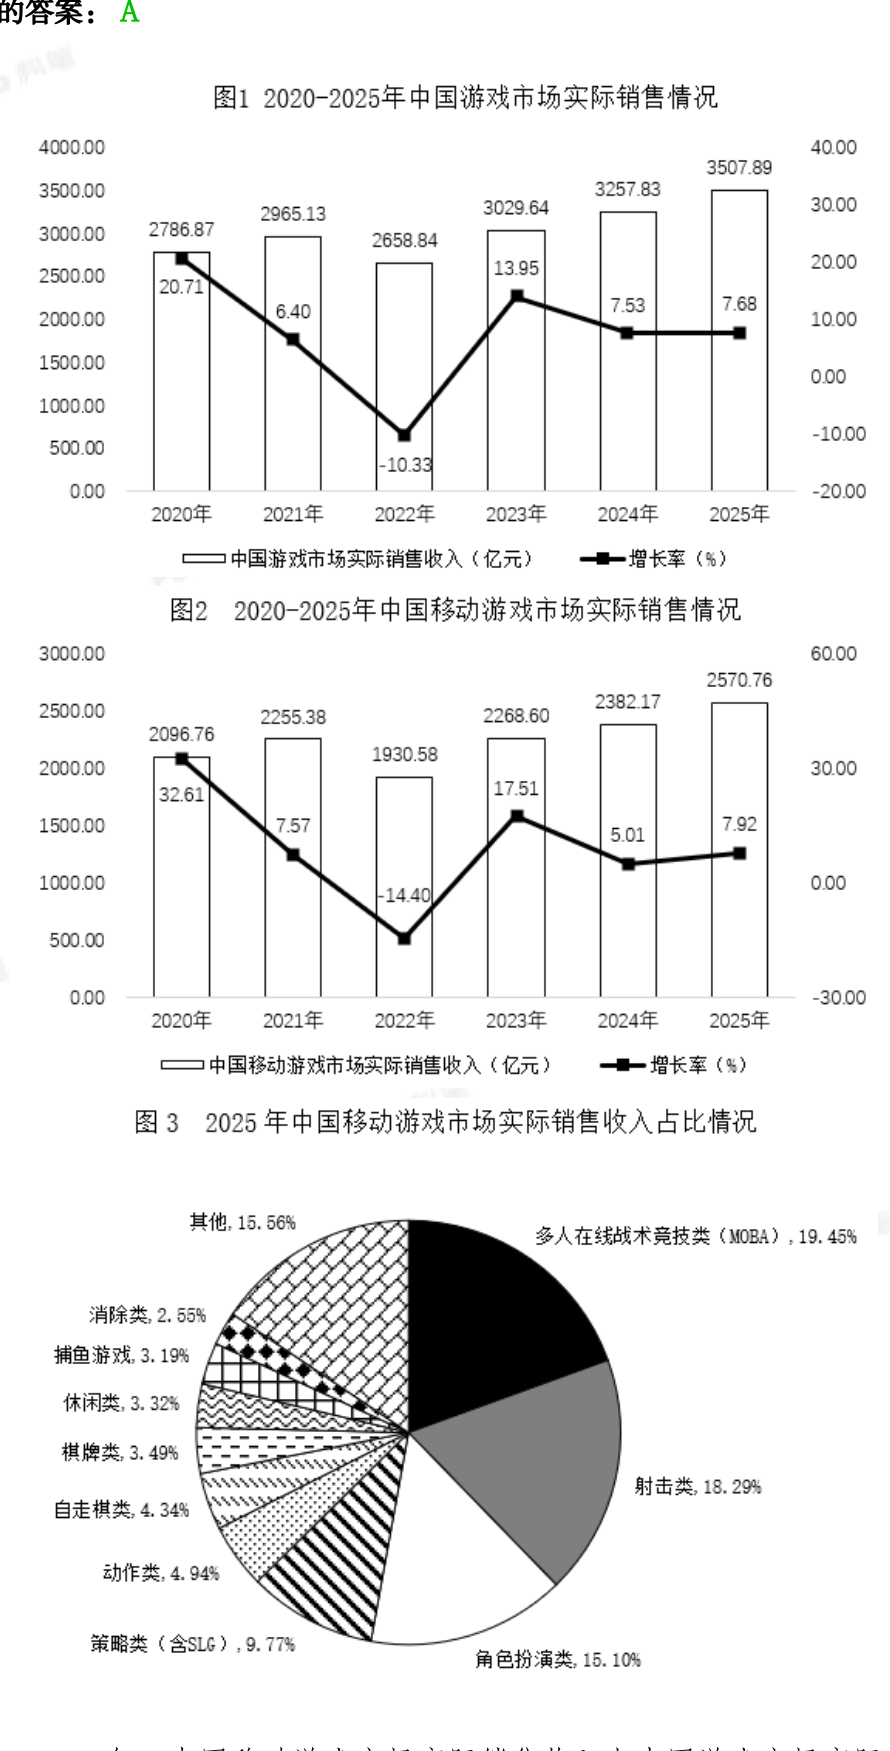 的答案： A
图1 2020-2025年中国游戏市场实际销售情况
4000.00
3500.00
3000.00
2500.00
2000.00
1500.00
1000.00
500.00
0.00
40.00
30.00
20.00
10.00
0.00
-10.00
-20.00
2786.87
2965.13
2658.84
3029.64
3257.83
3507.89
20.71
6.40
-10.33
13.95
7.53
7.68
2020年 2021年 2022年 2023年 2024年 2025年
中国游戏市场实际销售收入（亿元） 增长率（%）
图2 2020-2025年中国移动游戏市场实际销售情况
3000.00
2500.00
2000.00
1500.00
1000.00
500.00
0.00
60.00
30.00
0.00
-30.00
2096.76
2255.38
1930.58
2268.60
2382.17
2570.76
32.61
7.57
-14.40
17.51
5.01
7.92
2020年 2021年 2022年 2023年 2024年 2025年
中国移动游戏市场实际销售收入（亿元） 增长率（%）
图 3 2025 年中国移动游戏市场实际销售收入占比情况
其他, 15.56%
多人在线战术竞技类（MOBA）, 19.45%
消除类, 2.55%
捕鱼游戏, 3.19%
休闲类, 3.32%
棋牌类, 3.49%
射击类, 18.29%
自走棋类, 4.34%
动作类, 4.94%
策略类（含SLG）, 9.77%
角色扮演类, 15.10%